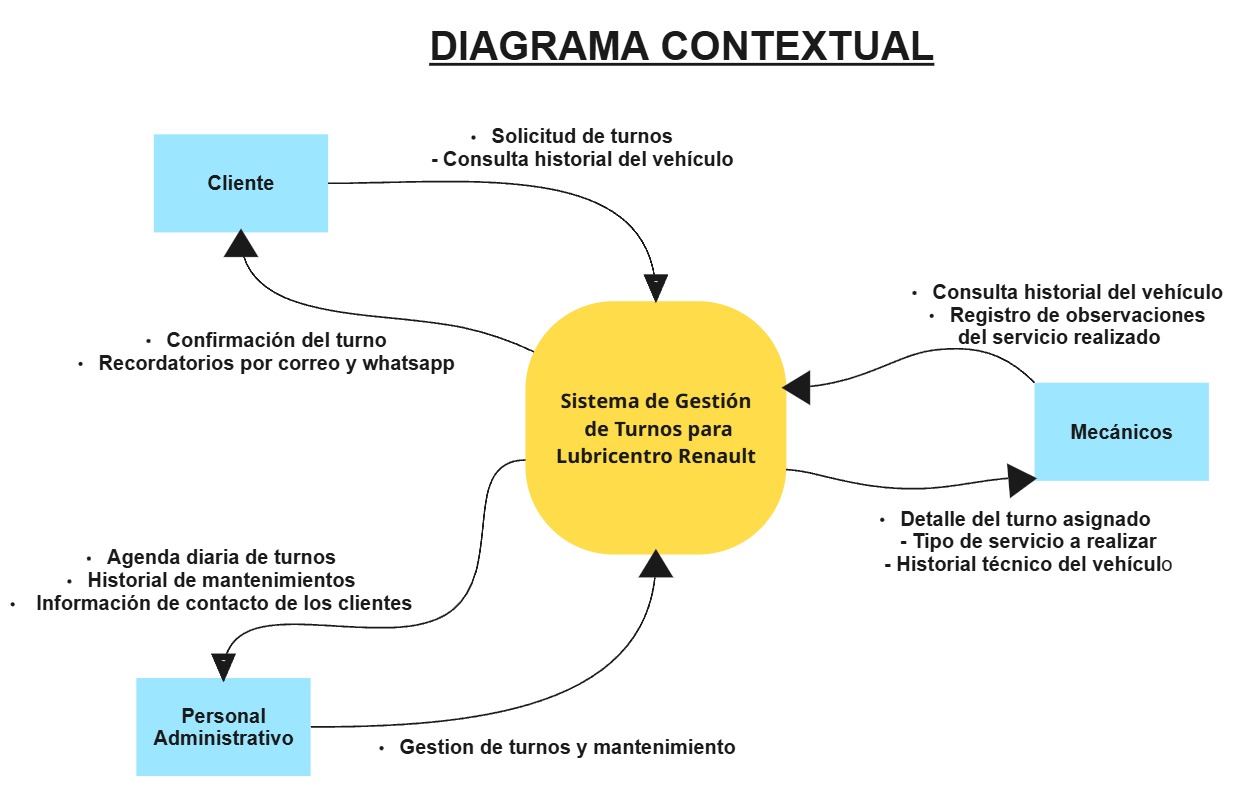 DIAGRAMA CONTEXTUAL
• Solicitud de turnos
- Consulta historial del vehículo
Cliente
• Consulta historial del vehículo
• Registro de observaciones
del servicio realizado
• Confirmación del turno
• Recordatorios por correo y whatsapp
Sistema de Gestión
de Turnos para
Lubricentro Renault
Mecánicos
• Detalle del turno asignado
- Tipo de servicio a realizar
- Historial técnico del vehículo
• Agenda diaria de turnos
• Historial de mantenimientos
• Información de contacto de los clientes
Personal
Administrativo
• Gestion de turnos y mantenimiento